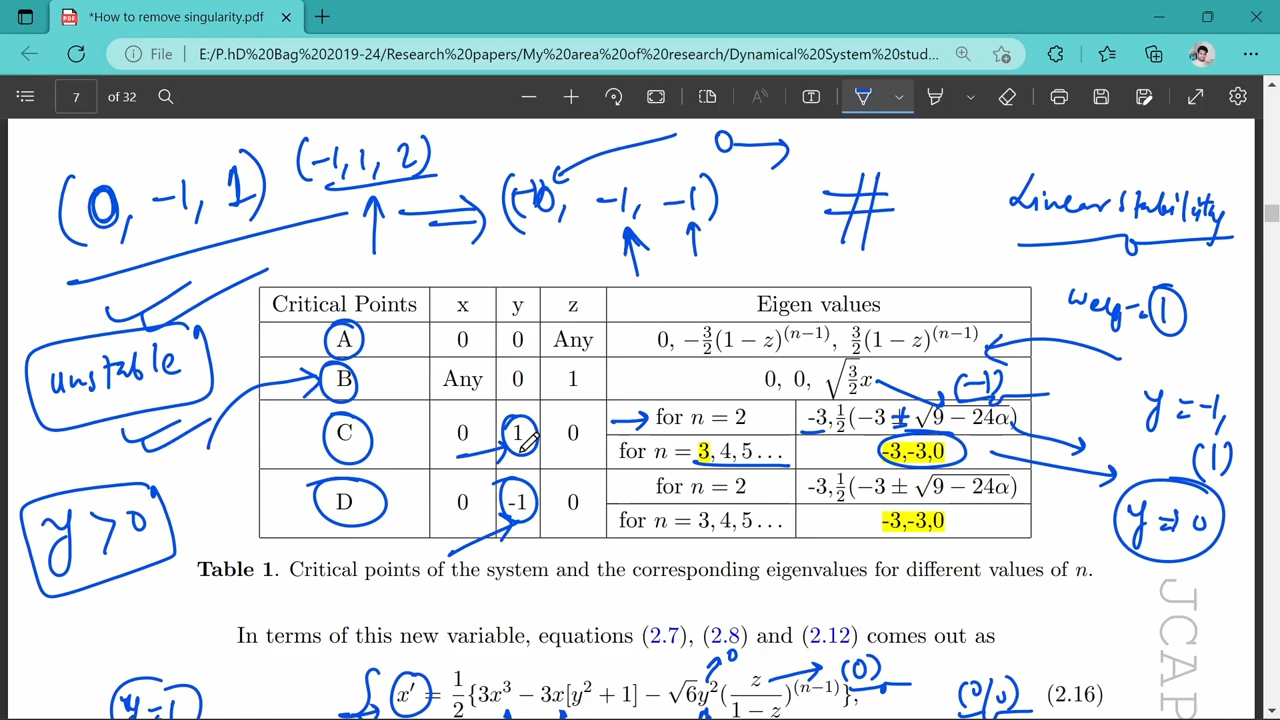 *How to remove singularity.pdf
File E:/P.hD%20Bag%202019-24/Research%20papers/My%20area%20of%20research/Dynamical%20System%20stud...
7 of 32
(0, -1, 1) (-1, 1, 2) ⇒ -1, -1) 0 → # Linear stability
Critical Points x y z Eigen values
A 0 0 Any 0, −3/2(1 − z)^(n−1), 3/2(1 − z)^(n−1)
B Any 0 1 0, 0, √(3/2)x
(-1)
C 0 1 0 for n = 2 -3,1/2(−3 ± √(9 − 24α)
for n = 3, 4, 5 . . . -3,-3,0
D 0 -1 0 for n = 2 -3,1/2(−3 ± √(9 − 24α)
for n = 3, 4, 5 . . . -3,-3,0
unstable
y > 0
y = -1,
(1)
y ⇒ 0
Table 1. Critical points of the system and the corresponding eigenvalues for different values of n.
In terms of this new variable, equations (2.7), (2.8) and (2.12) comes out as
x′ = 1/2{3x³ − 3x[y² + 1] − √6y²(z/(1 − z))^(n−1)}, (2.16)
0 (0) (0/0)
y=1
JCAP